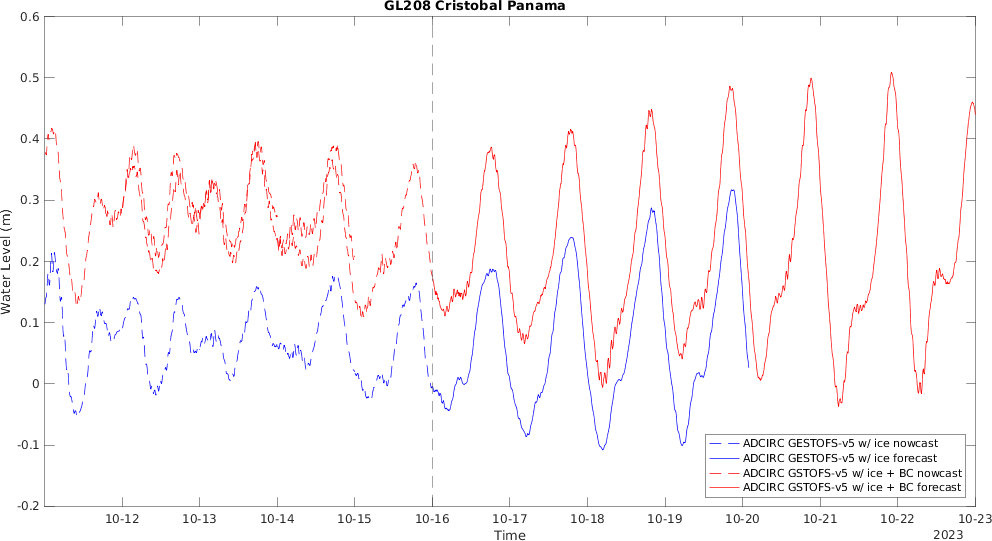 GL208 Cristobal Panama
0.6
0.5
0.4
0.3
0.2
0.1
0
-0.1
-0.2
Water Level (m)
10-12 10-13 10-14 10-15 10-16 10-17 10-18 10-19 10-20 10-21 10-22 10-23
Time
2023
ADCIRC GESTOFS-v5 w/ ice nowcast
ADCIRC GESTOFS-v5 w/ ice forecast
ADCIRC GSTOFS-v5 w/ ice + BC nowcast
ADCIRC GSTOFS-v5 w/ ice + BC forecast